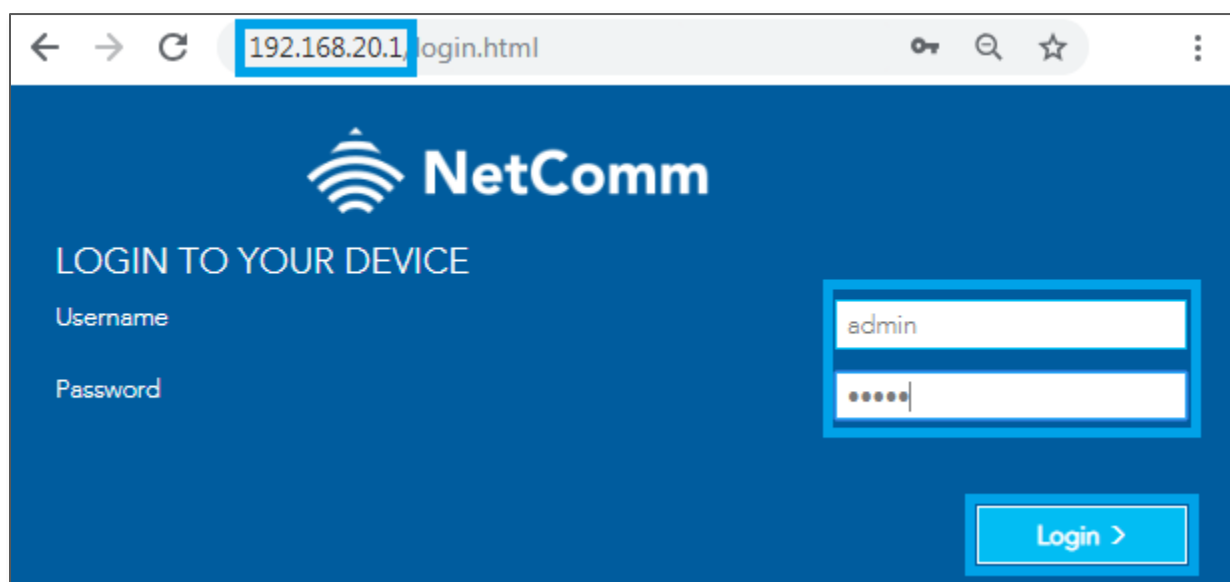 192.168.20.1/login.html
NetComm
LOGIN TO YOUR DEVICE
Username
admin
Password
•••••
Login >